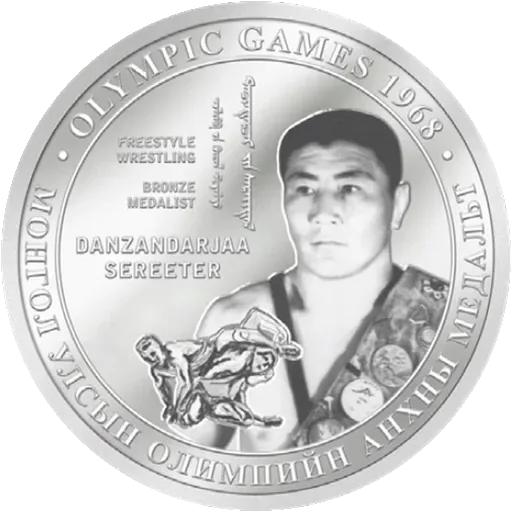 • OLYMPIC GAMES 1968 •
FREESTYLE
WRESTLING
BRONZE
MEDALIST
DANZANDARJAA
SEREETER
МОНГОЛ УЛСЫН ОЛИМПИЙН АНХНЫ МЕДАЛЬТ